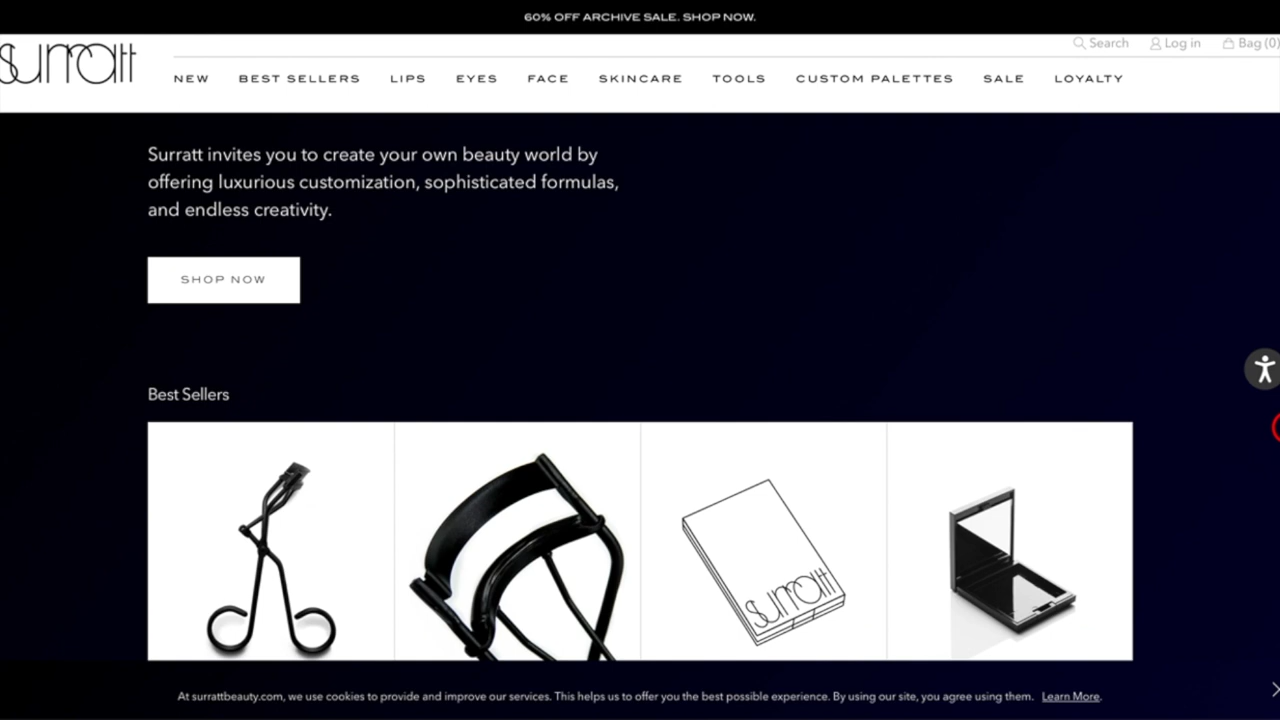 60% OFF ARCHIVE SALE. SHOP NOW.
Search Log in Bag (0)
surratt
NEW BEST SELLERS LIPS EYES FACE SKINCARE TOOLS CUSTOM PALETTES SALE LOYALTY
Surratt invites you to create your own beauty world by
offering luxurious customization, sophisticated formulas,
and endless creativity.
SHOP NOW
Best Sellers
surratt
At surrattbeauty.com, we use cookies to provide and improve our services. This helps us to offer you the best possible experience. By using our site, you agree using them. Learn More.